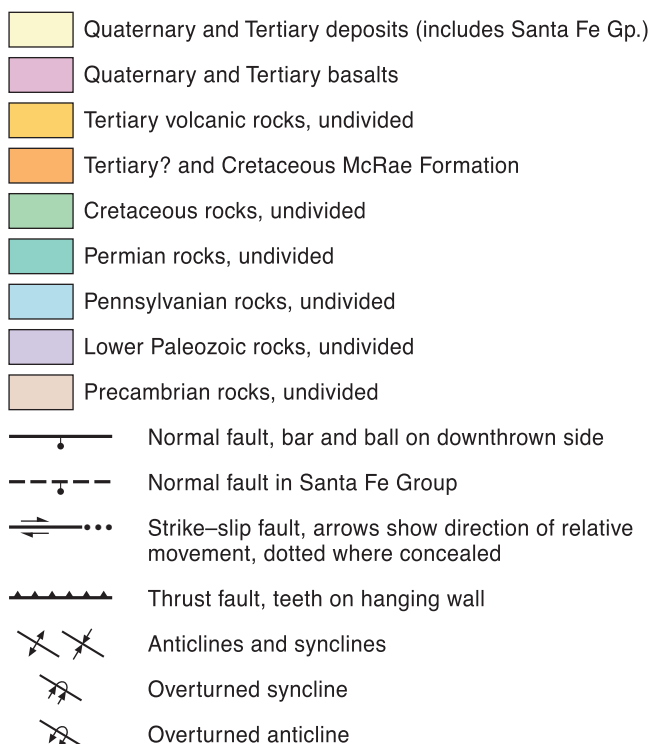 Quaternary and Tertiary deposits (includes Santa Fe Gp.)
Quaternary and Tertiary basalts
Tertiary volcanic rocks, undivided
Tertiary? and Cretaceous McRae Formation
Cretaceous rocks, undivided
Permian rocks, undivided
Pennsylvanian rocks, undivided
Lower Paleozoic rocks, undivided
Precambrian rocks, undivided
Normal fault, bar and ball on downthrown side
Normal fault in Santa Fe Group
Strike–slip fault, arrows show direction of relative
movement, dotted where concealed
Thrust fault, teeth on hanging wall
Anticlines and synclines
Overturned syncline
Overturned anticline